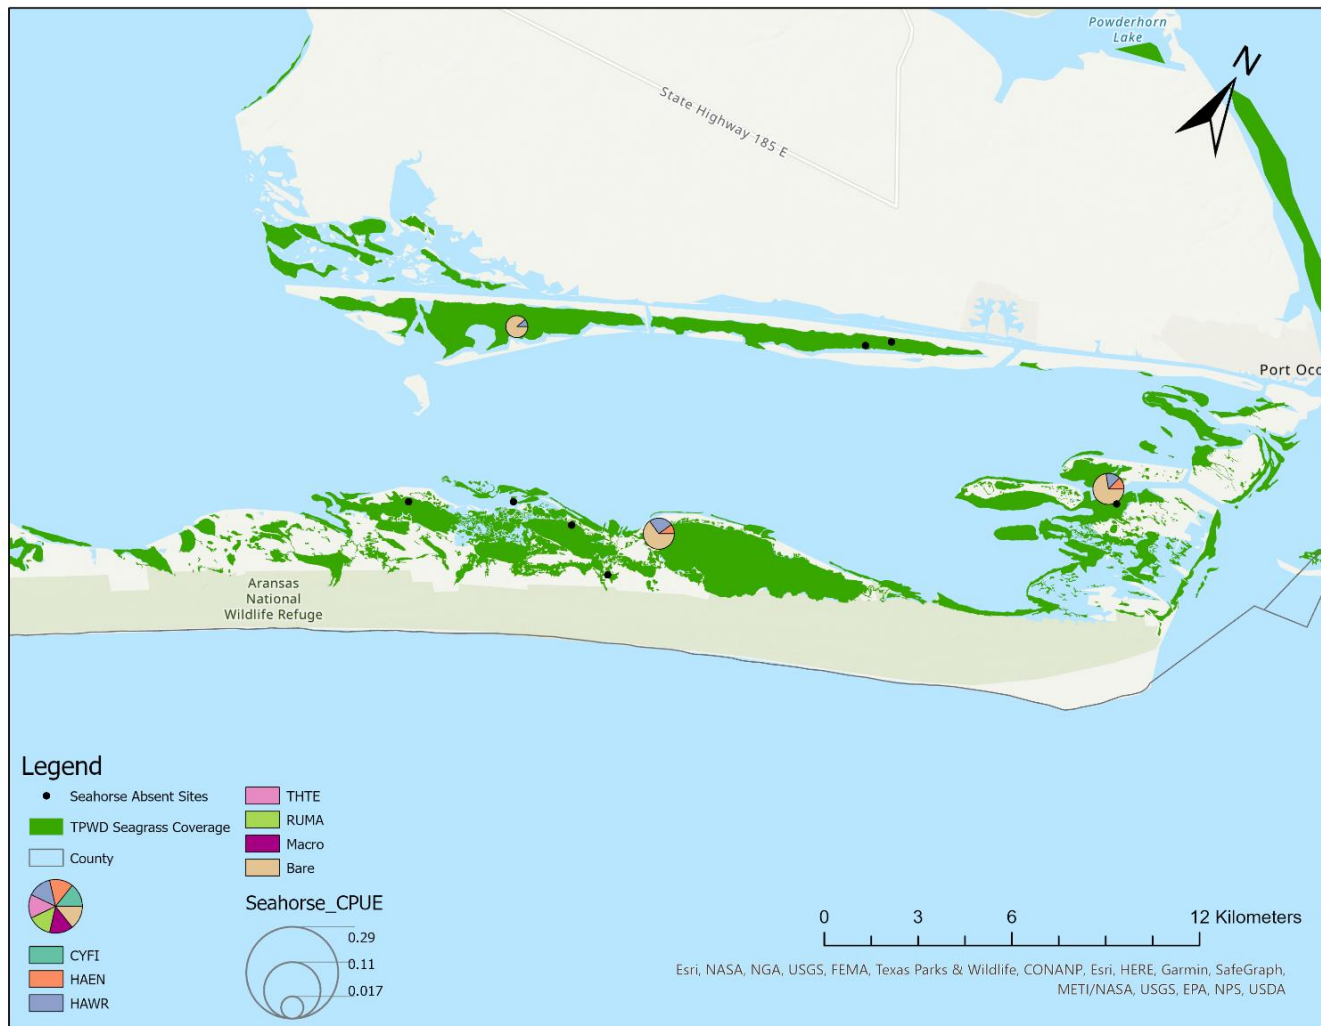 Powderhorn
Lake
N
State Highway 185 E
Port Oco
Aransas
National
Wildlife Refuge
Legend
Seahorse Absent Sites
TPWD Seagrass Coverage
County
CYFI
HAEN
HAWR
THTE
RUMA
Macro
Bare
Seahorse_CPUE
0.29
0.11
0.017
0 3 6 12 Kilometers
Esri, NASA, NGA, USGS, FEMA, Texas Parks & Wildlife, CONANP, Esri, HERE, Garmin, SafeGraph,
METI/NASA, USGS, EPA, NPS, USDA